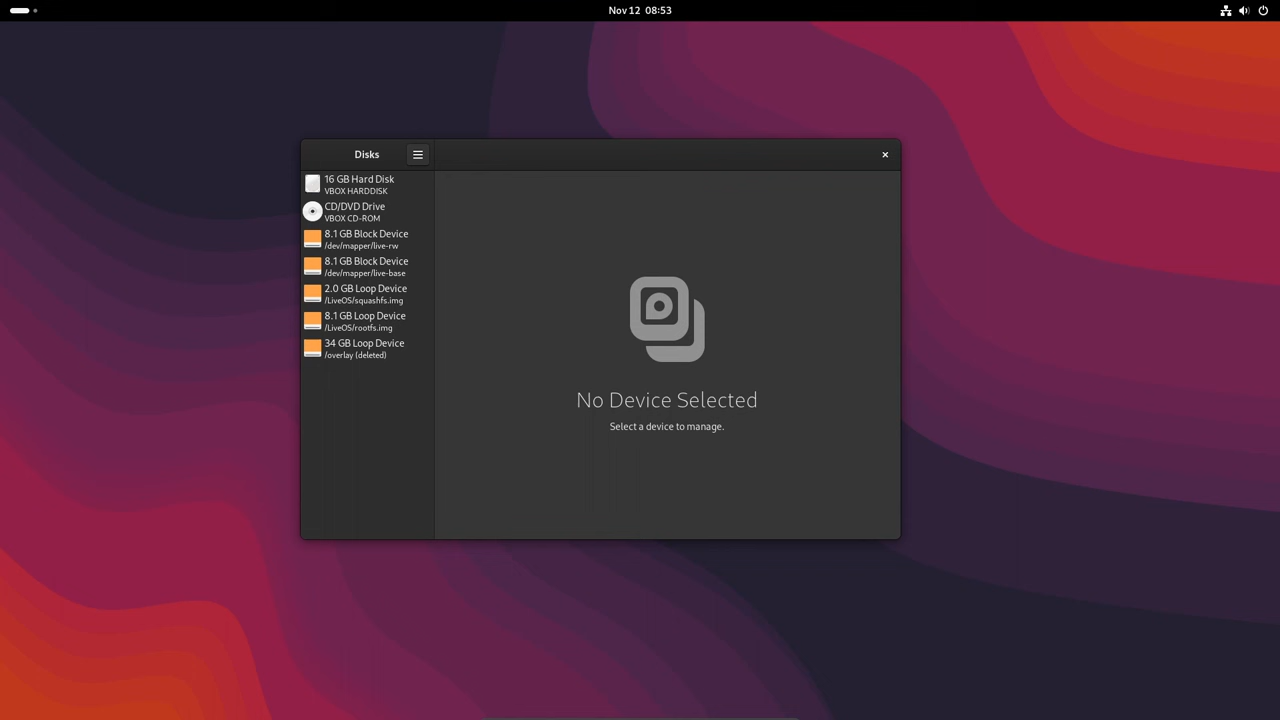 Nov 12 08:53
Disks
16 GB Hard Disk
VBOX HARDDISK
CD/DVD Drive
VBOX CD-ROM
8.1 GB Block Device
/dev/mapper/live-rw
8.1 GB Block Device
/dev/mapper/live-base
2.0 GB Loop Device
/LiveOS/squashfs.img
8.1 GB Loop Device
/LiveOS/rootfs.img
34 GB Loop Device
/overlay (deleted)
No Device Selected
Select a device to manage.